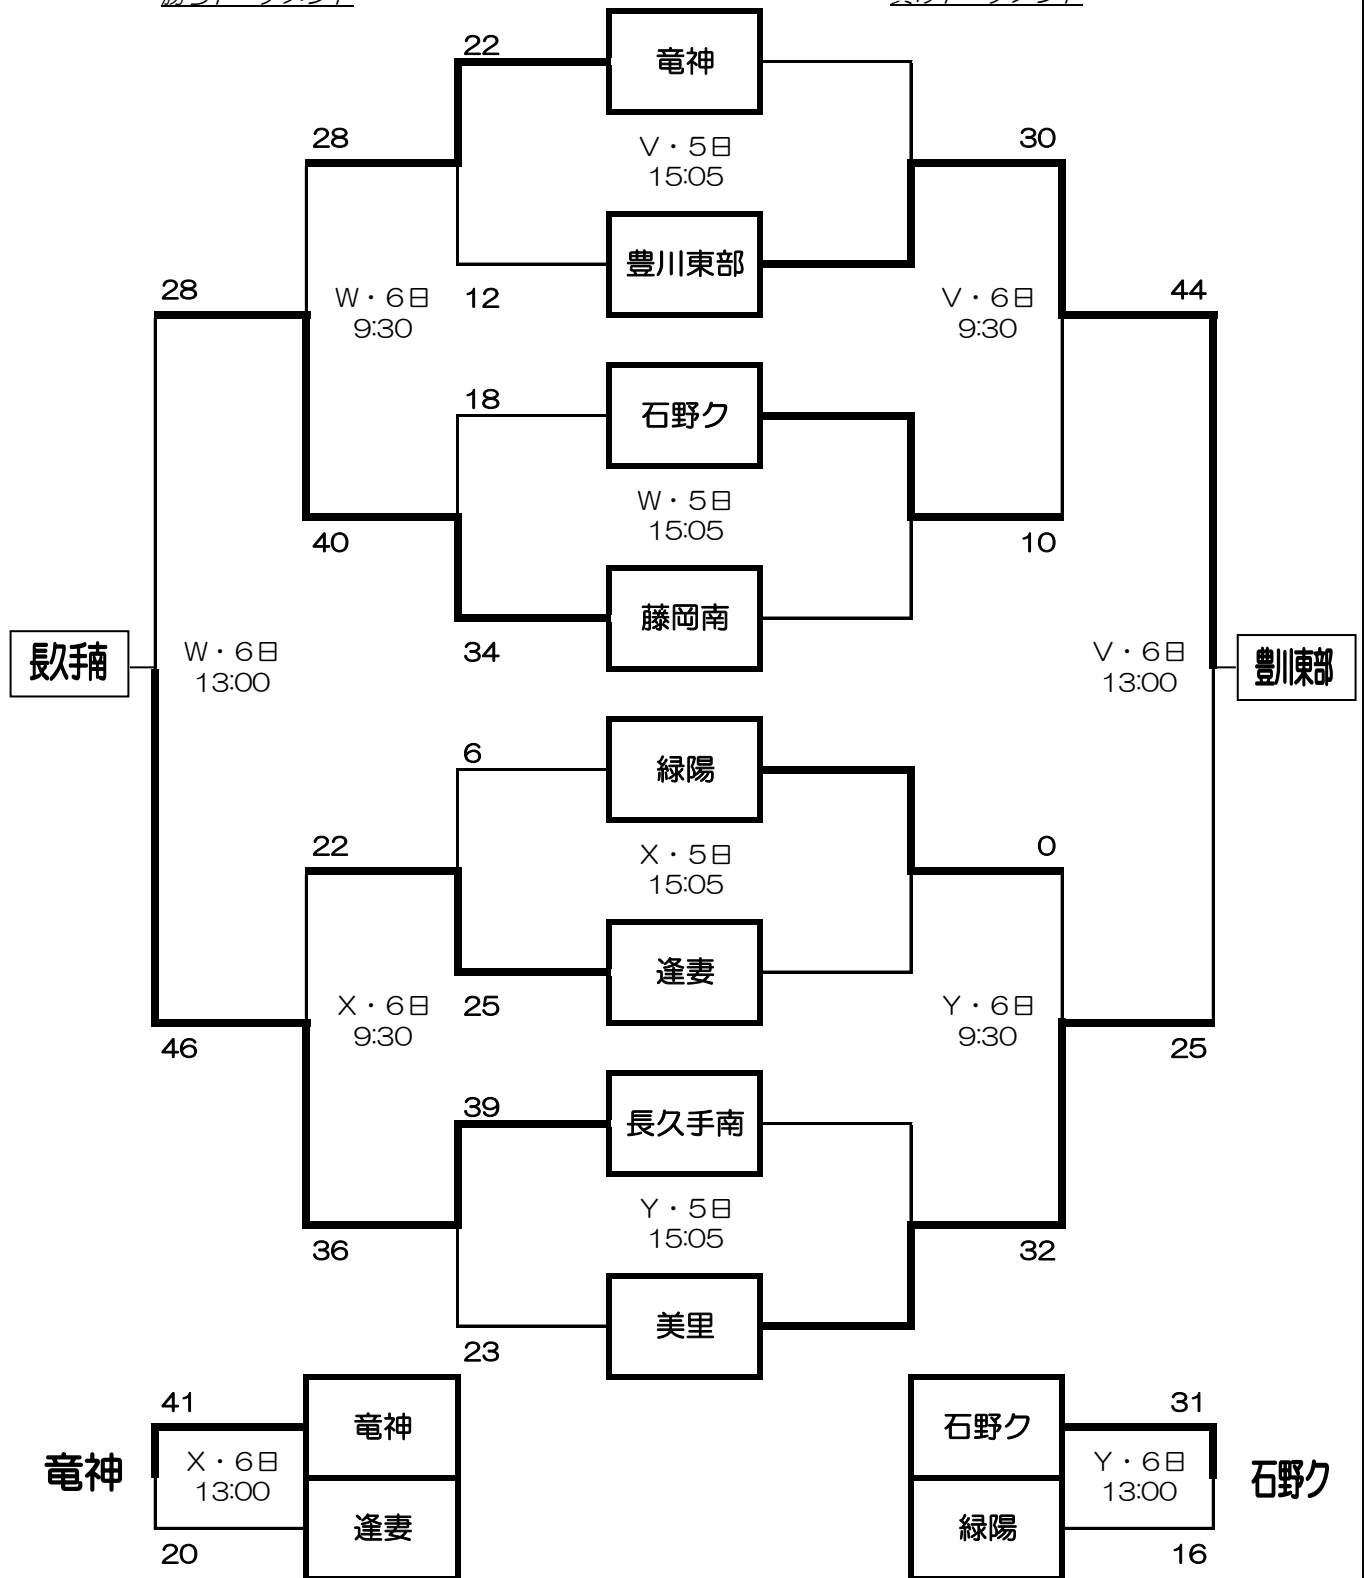 22
竜神
28
V・5日
15:05
30
豊川東部
28
W・6日
9:30
12
V・6日
9:30
44
18
石野ク
W・5日
15:05
40
10
藤岡南
34
長久手南
W・6日
13:00
V・6日
13:00
豊川東部
6
緑陽
22
X・5日
15:05
0
逢妻
X・6日
9:30
25
Y・6日
9:30
46
25
39
長久手南
Y・5日
15:05
36
32
美里
23
41
竜神
石野ク
31
竜神
X・6日
13:00
Y・6日
13:00
石野ク
逢妻
緑陽
20
16